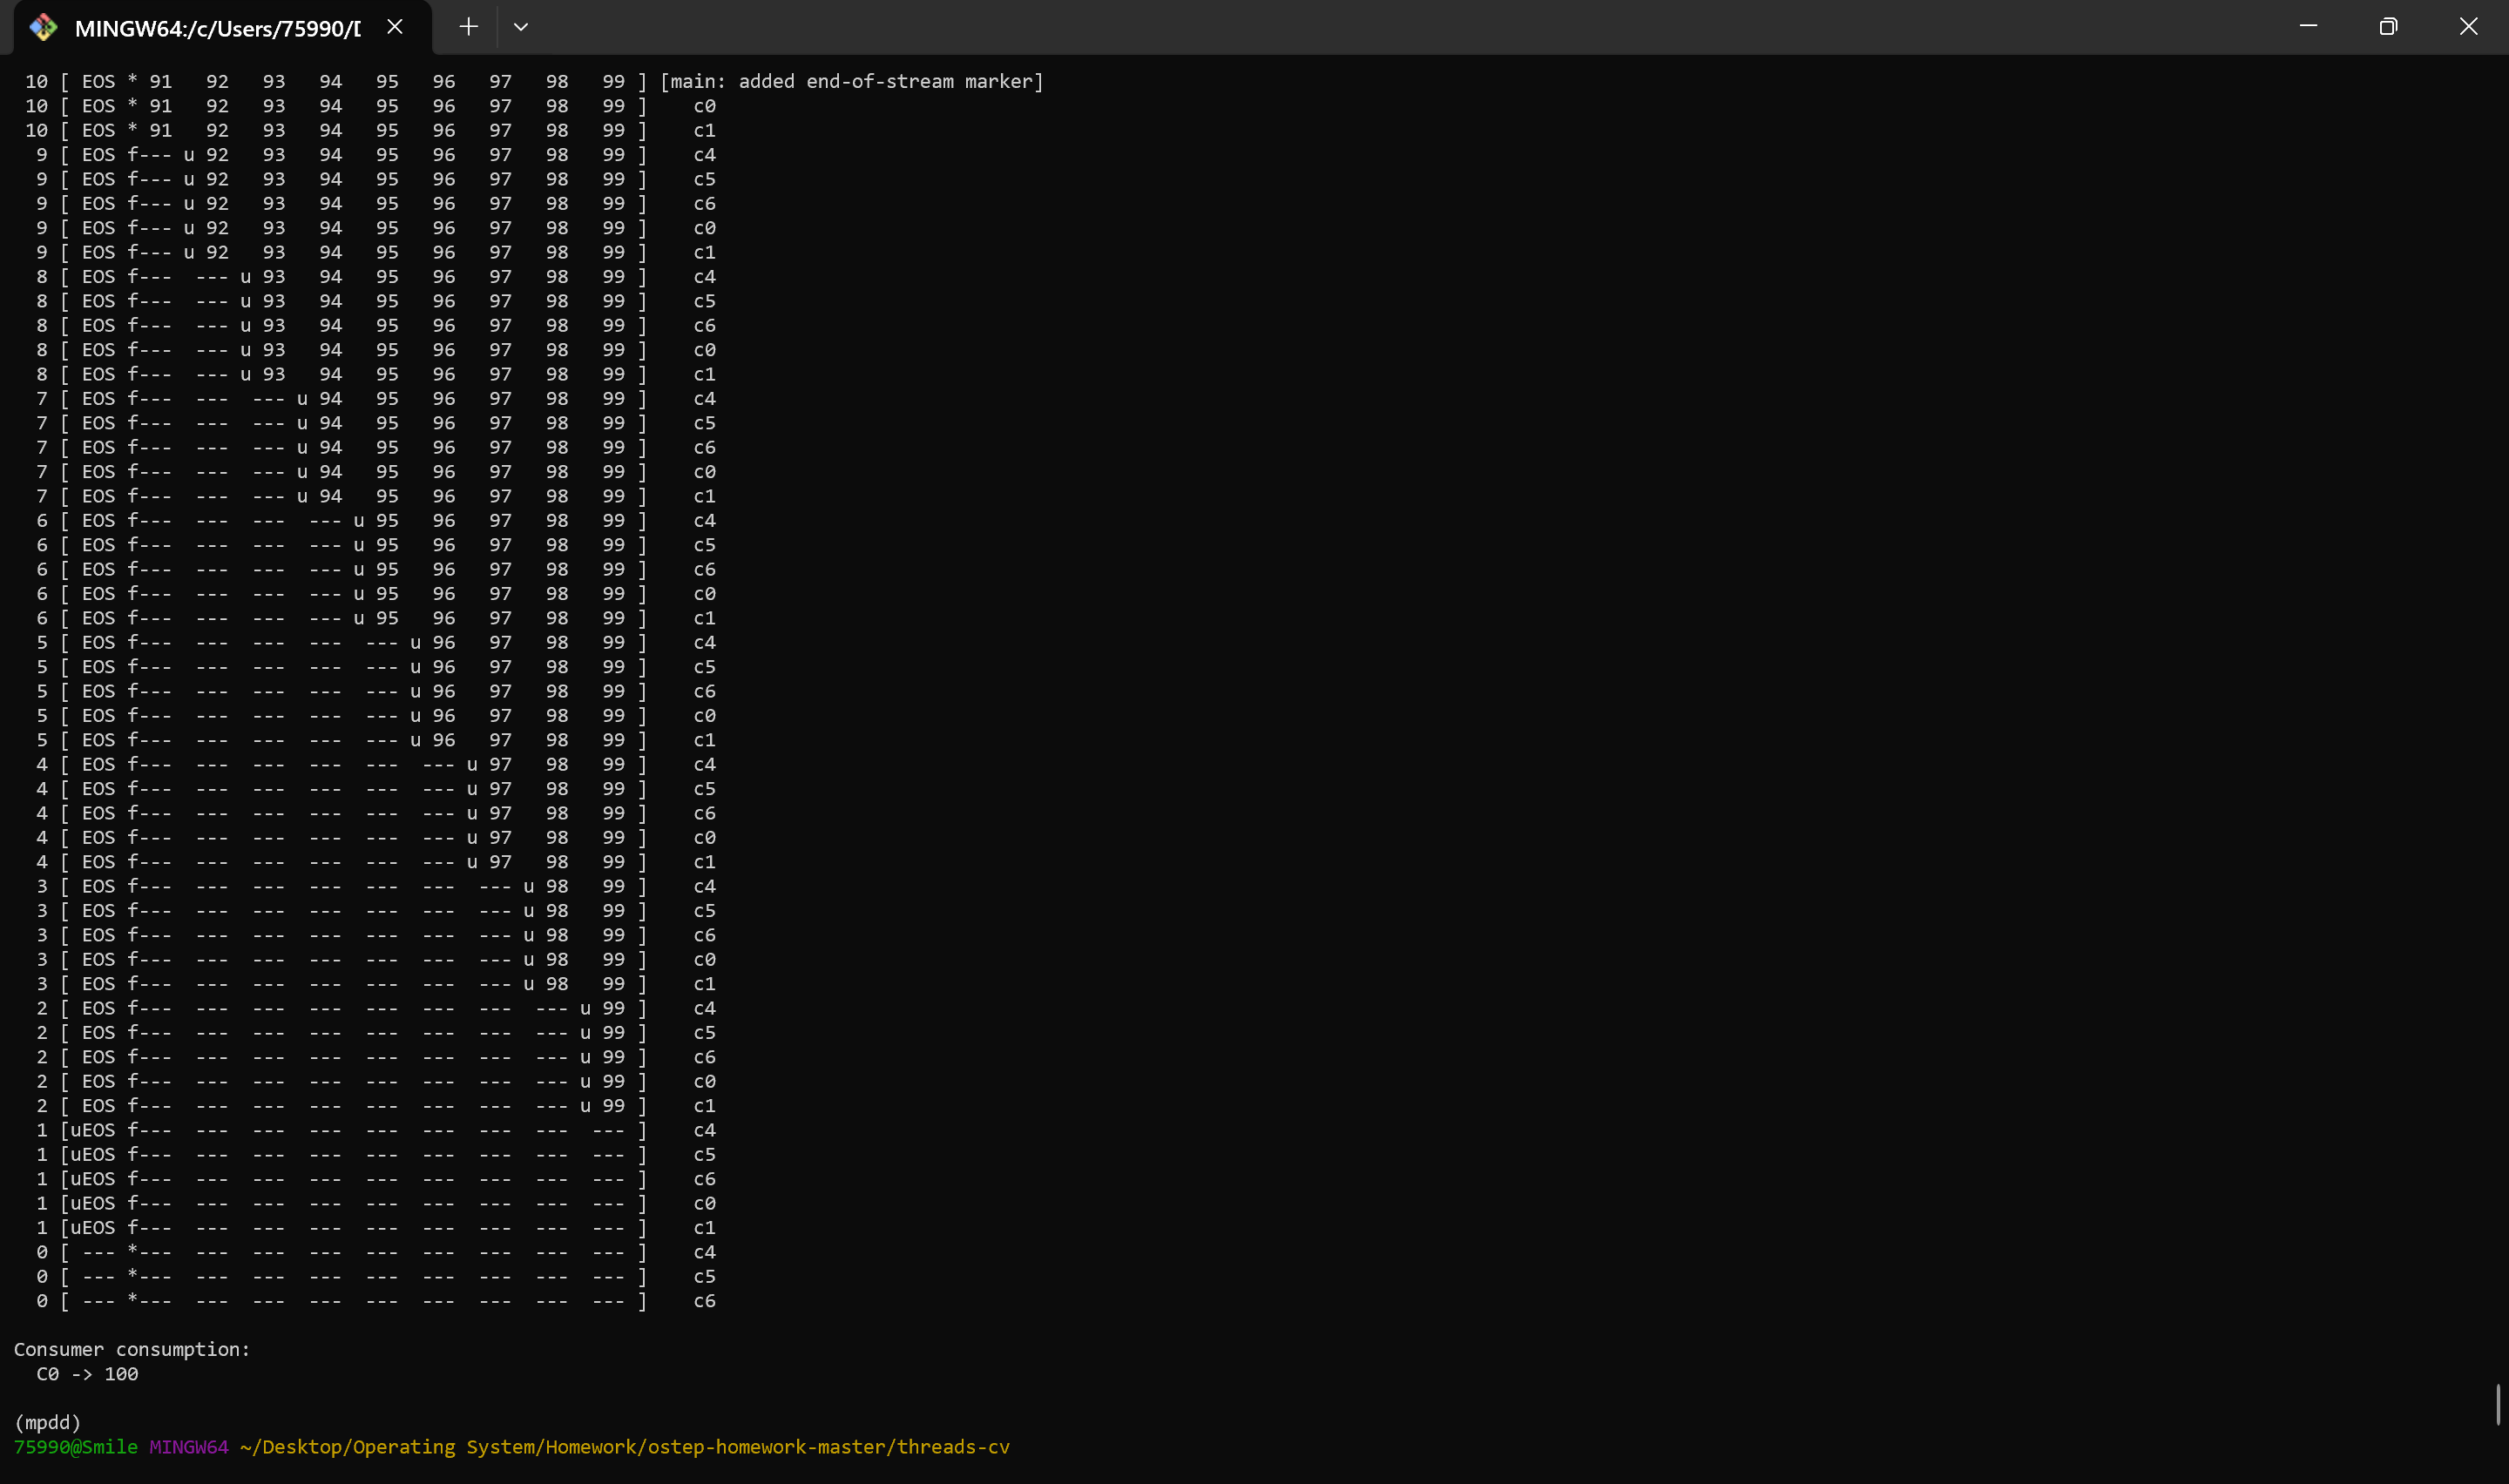 MINGW64:/c/Users/75990/D
10 [ EOS * 91   92   93   94   95   96   97   98   99 ] [main: added end-of-stream marker]
10 [ EOS * 91   92   93   94   95   96   97   98   99 ]    c0
10 [ EOS * 91   92   93   94   95   96   97   98   99 ]    c1
 9 [ EOS f--- u 92   93   94   95   96   97   98   99 ]    c4
 9 [ EOS f--- u 92   93   94   95   96   97   98   99 ]    c5
 9 [ EOS f--- u 92   93   94   95   96   97   98   99 ]    c6
 9 [ EOS f--- u 92   93   94   95   96   97   98   99 ]    c0
 9 [ EOS f--- u 92   93   94   95   96   97   98   99 ]    c1
 8 [ EOS f---  --- u 93   94   95   96   97   98   99 ]    c4
 8 [ EOS f---  --- u 93   94   95   96   97   98   99 ]    c5
 8 [ EOS f---  --- u 93   94   95   96   97   98   99 ]    c6
 8 [ EOS f---  --- u 93   94   95   96   97   98   99 ]    c0
 8 [ EOS f---  --- u 93   94   95   96   97   98   99 ]    c1
 7 [ EOS f---  ---  --- u 94   95   96   97   98   99 ]    c4
 7 [ EOS f---  ---  --- u 94   95   96   97   98   99 ]    c5
 7 [ EOS f---  ---  --- u 94   95   96   97   98   99 ]    c6
 7 [ EOS f---  ---  --- u 94   95   96   97   98   99 ]    c0
 7 [ EOS f---  ---  --- u 94   95   96   97   98   99 ]    c1
 6 [ EOS f---  ---  ---  --- u 95   96   97   98   99 ]    c4
 6 [ EOS f---  ---  ---  --- u 95   96   97   98   99 ]    c5
 6 [ EOS f---  ---  ---  --- u 95   96   97   98   99 ]    c6
 6 [ EOS f---  ---  ---  --- u 95   96   97   98   99 ]    c0
 6 [ EOS f---  ---  ---  --- u 95   96   97   98   99 ]    c1
 5 [ EOS f---  ---  ---  ---  --- u 96   97   98   99 ]    c4
 5 [ EOS f---  ---  ---  ---  --- u 96   97   98   99 ]    c5
 5 [ EOS f---  ---  ---  ---  --- u 96   97   98   99 ]    c6
 5 [ EOS f---  ---  ---  ---  --- u 96   97   98   99 ]    c0
 5 [ EOS f---  ---  ---  ---  --- u 96   97   98   99 ]    c1
 4 [ EOS f---  ---  ---  ---  ---  --- u 97   98   99 ]    c4
 4 [ EOS f---  ---  ---  ---  ---  --- u 97   98   99 ]    c5
 4 [ EOS f---  ---  ---  ---  ---  --- u 97   98   99 ]    c6
 4 [ EOS f---  ---  ---  ---  ---  --- u 97   98   99 ]    c0
 4 [ EOS f---  ---  ---  ---  ---  --- u 97   98   99 ]    c1
 3 [ EOS f---  ---  ---  ---  ---  ---  --- u 98   99 ]    c4
 3 [ EOS f---  ---  ---  ---  ---  ---  --- u 98   99 ]    c5
 3 [ EOS f---  ---  ---  ---  ---  ---  --- u 98   99 ]    c6
 3 [ EOS f---  ---  ---  ---  ---  ---  --- u 98   99 ]    c0
 3 [ EOS f---  ---  ---  ---  ---  ---  --- u 98   99 ]    c1
 2 [ EOS f---  ---  ---  ---  ---  ---  ---  --- u 99 ]    c4
 2 [ EOS f---  ---  ---  ---  ---  ---  ---  --- u 99 ]    c5
 2 [ EOS f---  ---  ---  ---  ---  ---  ---  --- u 99 ]    c6
 2 [ EOS f---  ---  ---  ---  ---  ---  ---  --- u 99 ]    c0
 2 [ EOS f---  ---  ---  ---  ---  ---  ---  --- u 99 ]    c1
 1 [uEOS f---  ---  ---  ---  ---  ---  ---  ---  --- ]    c4
 1 [uEOS f---  ---  ---  ---  ---  ---  ---  ---  --- ]    c5
 1 [uEOS f---  ---  ---  ---  ---  ---  ---  ---  --- ]    c6
 1 [uEOS f---  ---  ---  ---  ---  ---  ---  ---  --- ]    c0
 1 [uEOS f---  ---  ---  ---  ---  ---  ---  ---  --- ]    c1
 0 [ --- *---  ---  ---  ---  ---  ---  ---  ---  --- ]    c4
 0 [ --- *---  ---  ---  ---  ---  ---  ---  ---  --- ]    c5
 0 [ --- *---  ---  ---  ---  ---  ---  ---  ---  --- ]    c6
Consumer consumption:
  C0 -> 100
(mpdd)
75990@Smile MINGW64 ~/Desktop/Operating System/Homework/ostep-homework-master/threads-cv